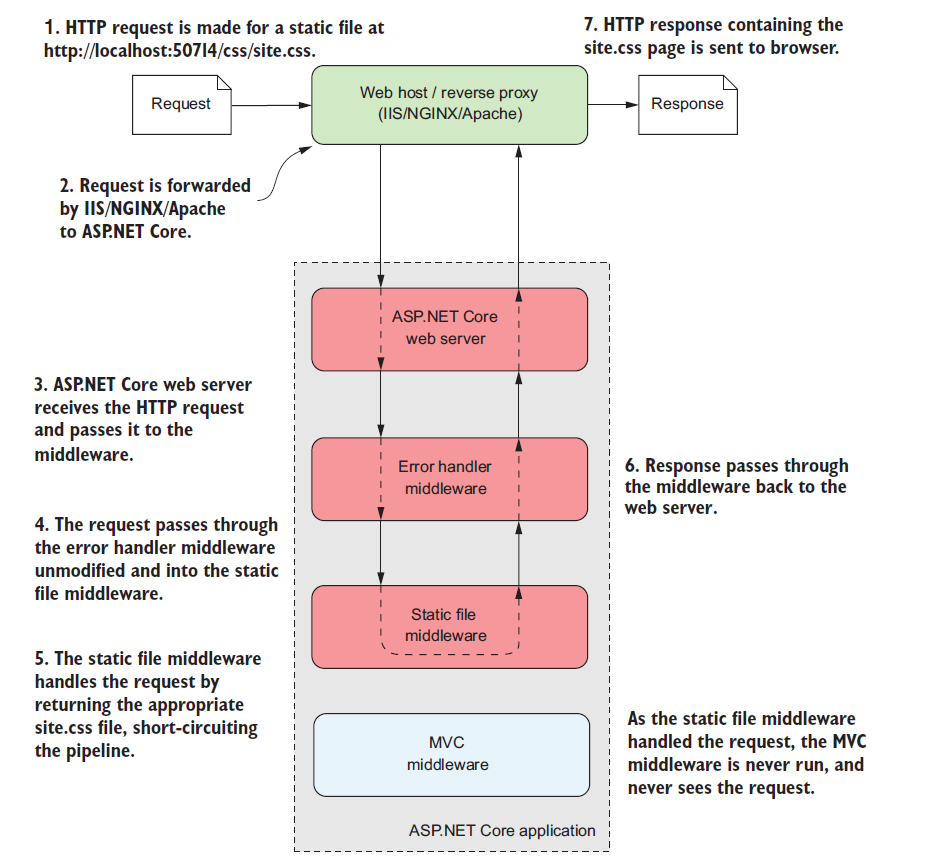 1. HTTP request is made for a static file at
http://localhost:50714/css/site.css.
7. HTTP response containing the
site.css page is sent to browser.
Request
Web host / reverse proxy
(IIS/NGINX/Apache)
Response
2. Request is forwarded
by IIS/NGINX/Apache
to ASP.NET Core.
ASP.NET Core
web server
3. ASP.NET Core web server
receives the HTTP request
and passes it to the
middleware.
Error handler
middleware
6. Response passes through
the middleware back to the
web server.
4. The request passes through
the error handler middleware
unmodified and into the static
file middleware.
Static file
middleware
5. The static file middleware
handles the request by
returning the appropriate
site.css file, short-circuiting
the pipeline.
MVC
middleware
As the static file middleware
handled the request, the MVC
middleware is never run, and
never sees the request.
ASP.NET Core application